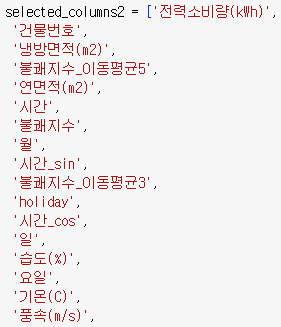 selected_columns2 = ['전력소비량(kWh)',
'건물번호',
'냉방면적(m2)',
'불쾌지수_이동평균5',
'연면적(m2)',
'시간',
'불쾌지수',
'월',
'시간_sin',
'불쾌지수_이동평균3',
'holiday',
'시간_cos',
'일',
'습도(%)',
'요일',
'기온(C)',
'풍속(m/s)',